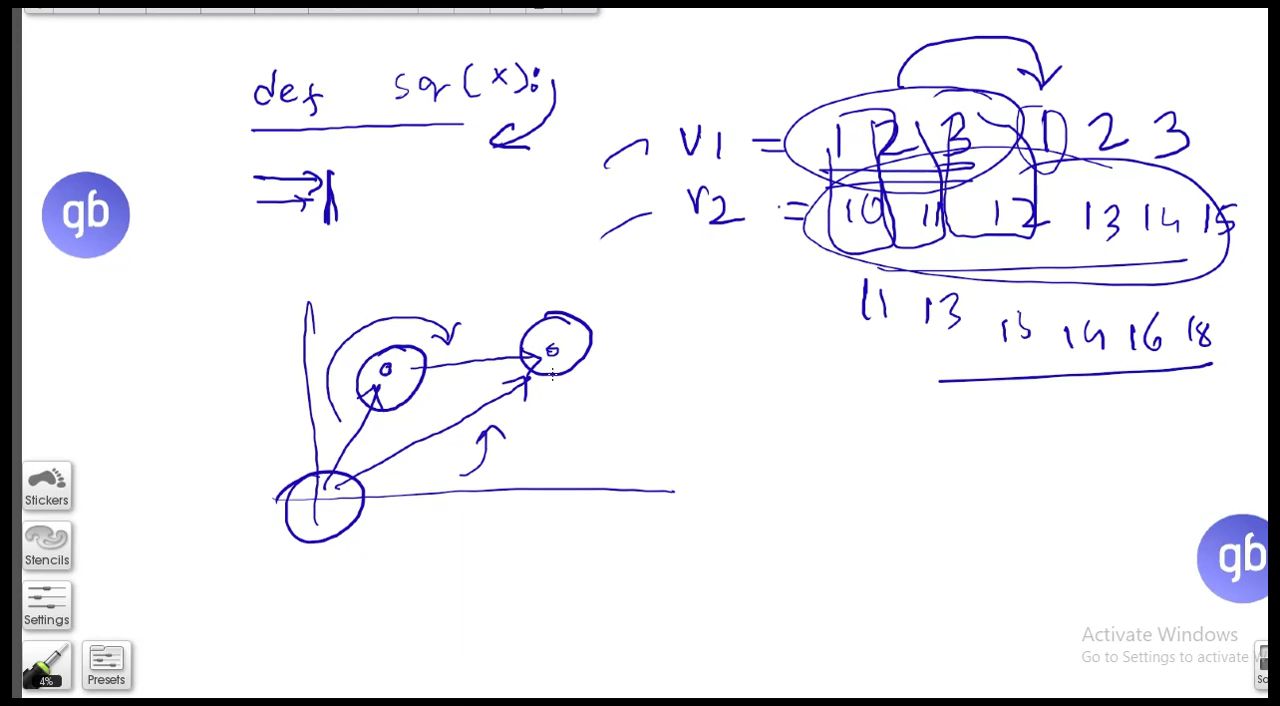 def sqr(x):
V1 = 1 2 3 1 2 3
V2 = 10 11 12 13 14 15
11 13 15 14 16 18
gb
gb
Stickers
Stencils
Settings
4%
Presets
Activate Windows
Go to Settings to activate